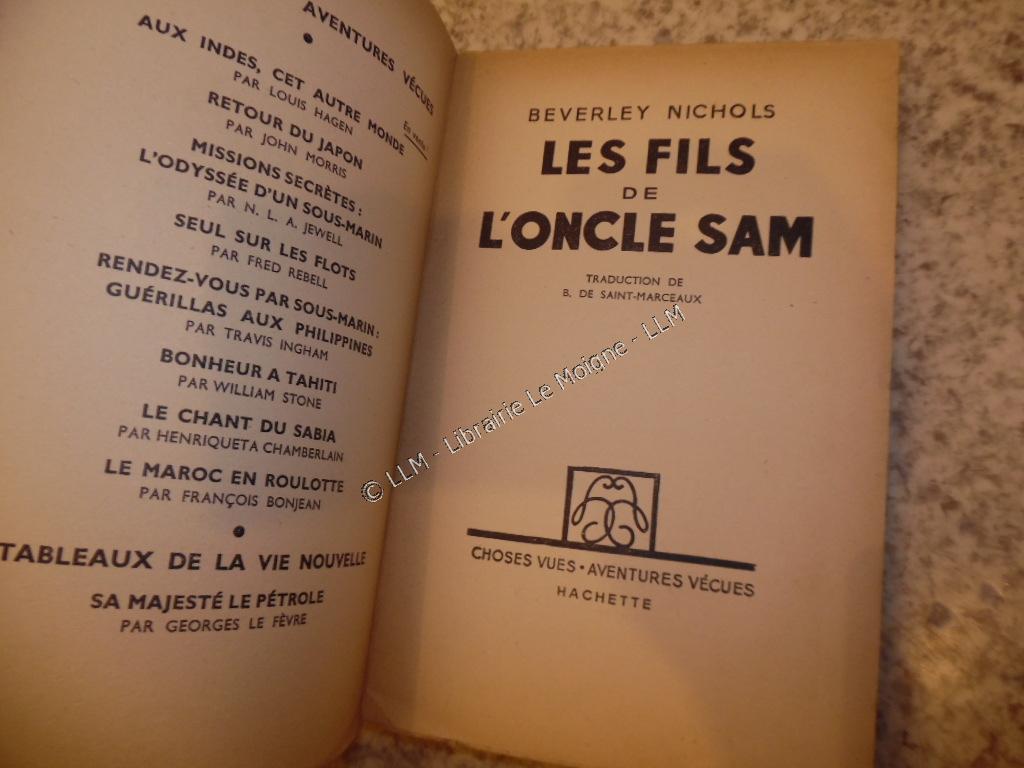 AVENTURES VÉCUES
•
En vente :
AUX INDES, CET AUTRE MONDE
PAR LOUIS HAGEN
RETOUR DU JAPON
PAR JOHN MORRIS
MISSIONS SECRÈTES :
L'ODYSSÉE D'UN SOUS-MARIN
PAR N. L. A. JEWELL
SEUL SUR LES FLOTS
PAR FRED REBELL
RENDEZ-VOUS PAR SOUS-MARIN :
GUÉRILLAS AUX PHILIPPINES
PAR TRAVIS INGHAM
BONHEUR A TAHITI
PAR WILLIAM STONE
LE CHANT DU SABIA
PAR HENRIQUETA CHAMBERLAIN
LE MAROC EN ROULOTTE
PAR FRANÇOIS BONJEAN
•
TABLEAUX DE LA VIE NOUVELLE
SA MAJESTÉ LE PÉTROLE
PAR GEORGES LE FÈVRE
BEVERLEY NICHOLS
LES FILS
DE
L'ONCLE SAM
TRADUCTION DE
B. DE SAINT-MARCEAUX
CHOSES VUES • AVENTURES VÉCUES
HACHETTE
© LLM - Librairie Le Moigne - LLM